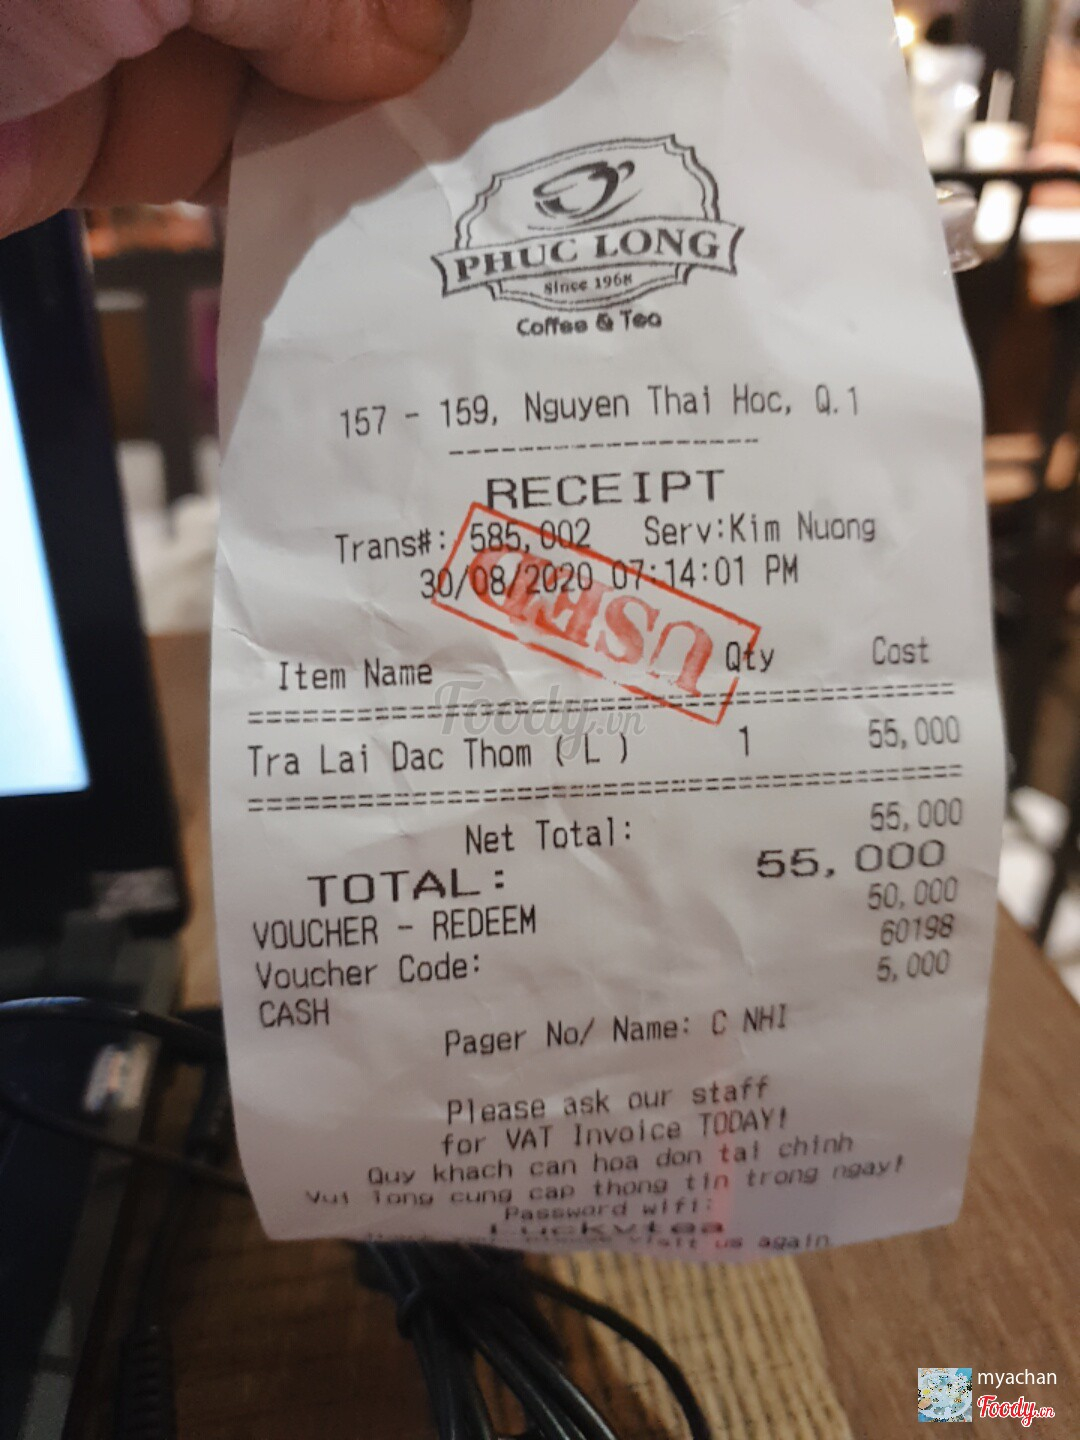 PHUC LONG
Since 1968
Coffee & Tea
157 - 159, Nguyen Thai Hoc, Q.1
RECEIPT
Trans#: 585,002 Serv:Kim Nuong
30/08/2020 07:14:01 PM
USED
Item Name Qty Cost
Foody.vn
Tra Lai Dac Thom ( L ) 1 55,000
Net Total: 55,000
TOTAL: 55,000
VOUCHER - REDEEM 50,000
Voucher Code: 60198
CASH 5,000
Pager No/ Name: C NHI
Please ask our staff
for VAT Invoice TODAY!
Quy khach can hoa don tai chinh
Vui long cung cap thong tin trong ngay!
Password wifi:
Luckytea
visit us again
myachan
Foody.vn